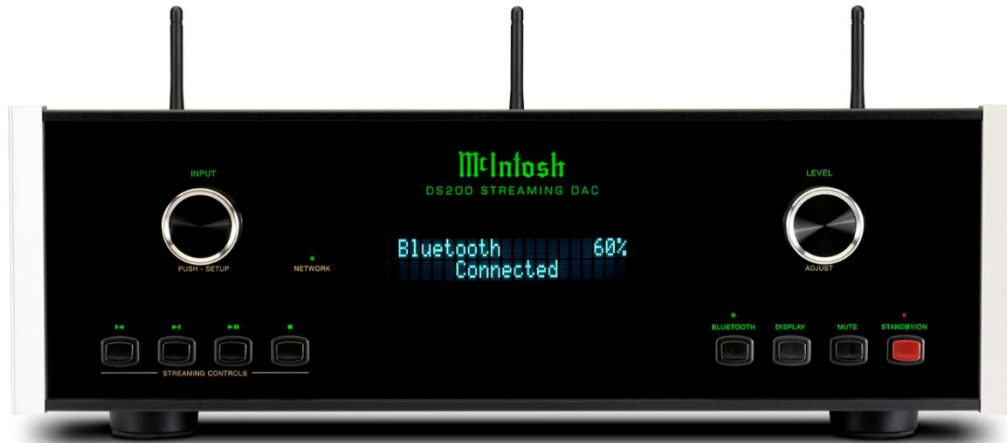 McIntosh
DS200 STREAMING DAC
INPUT
PUSH - SETUP
NETWORK
Bluetooth 60%
Connected
LEVEL
ADJUST
STREAMING CONTROLS
BLUETOOTH DISPLAY MUTE STANDBY/ON